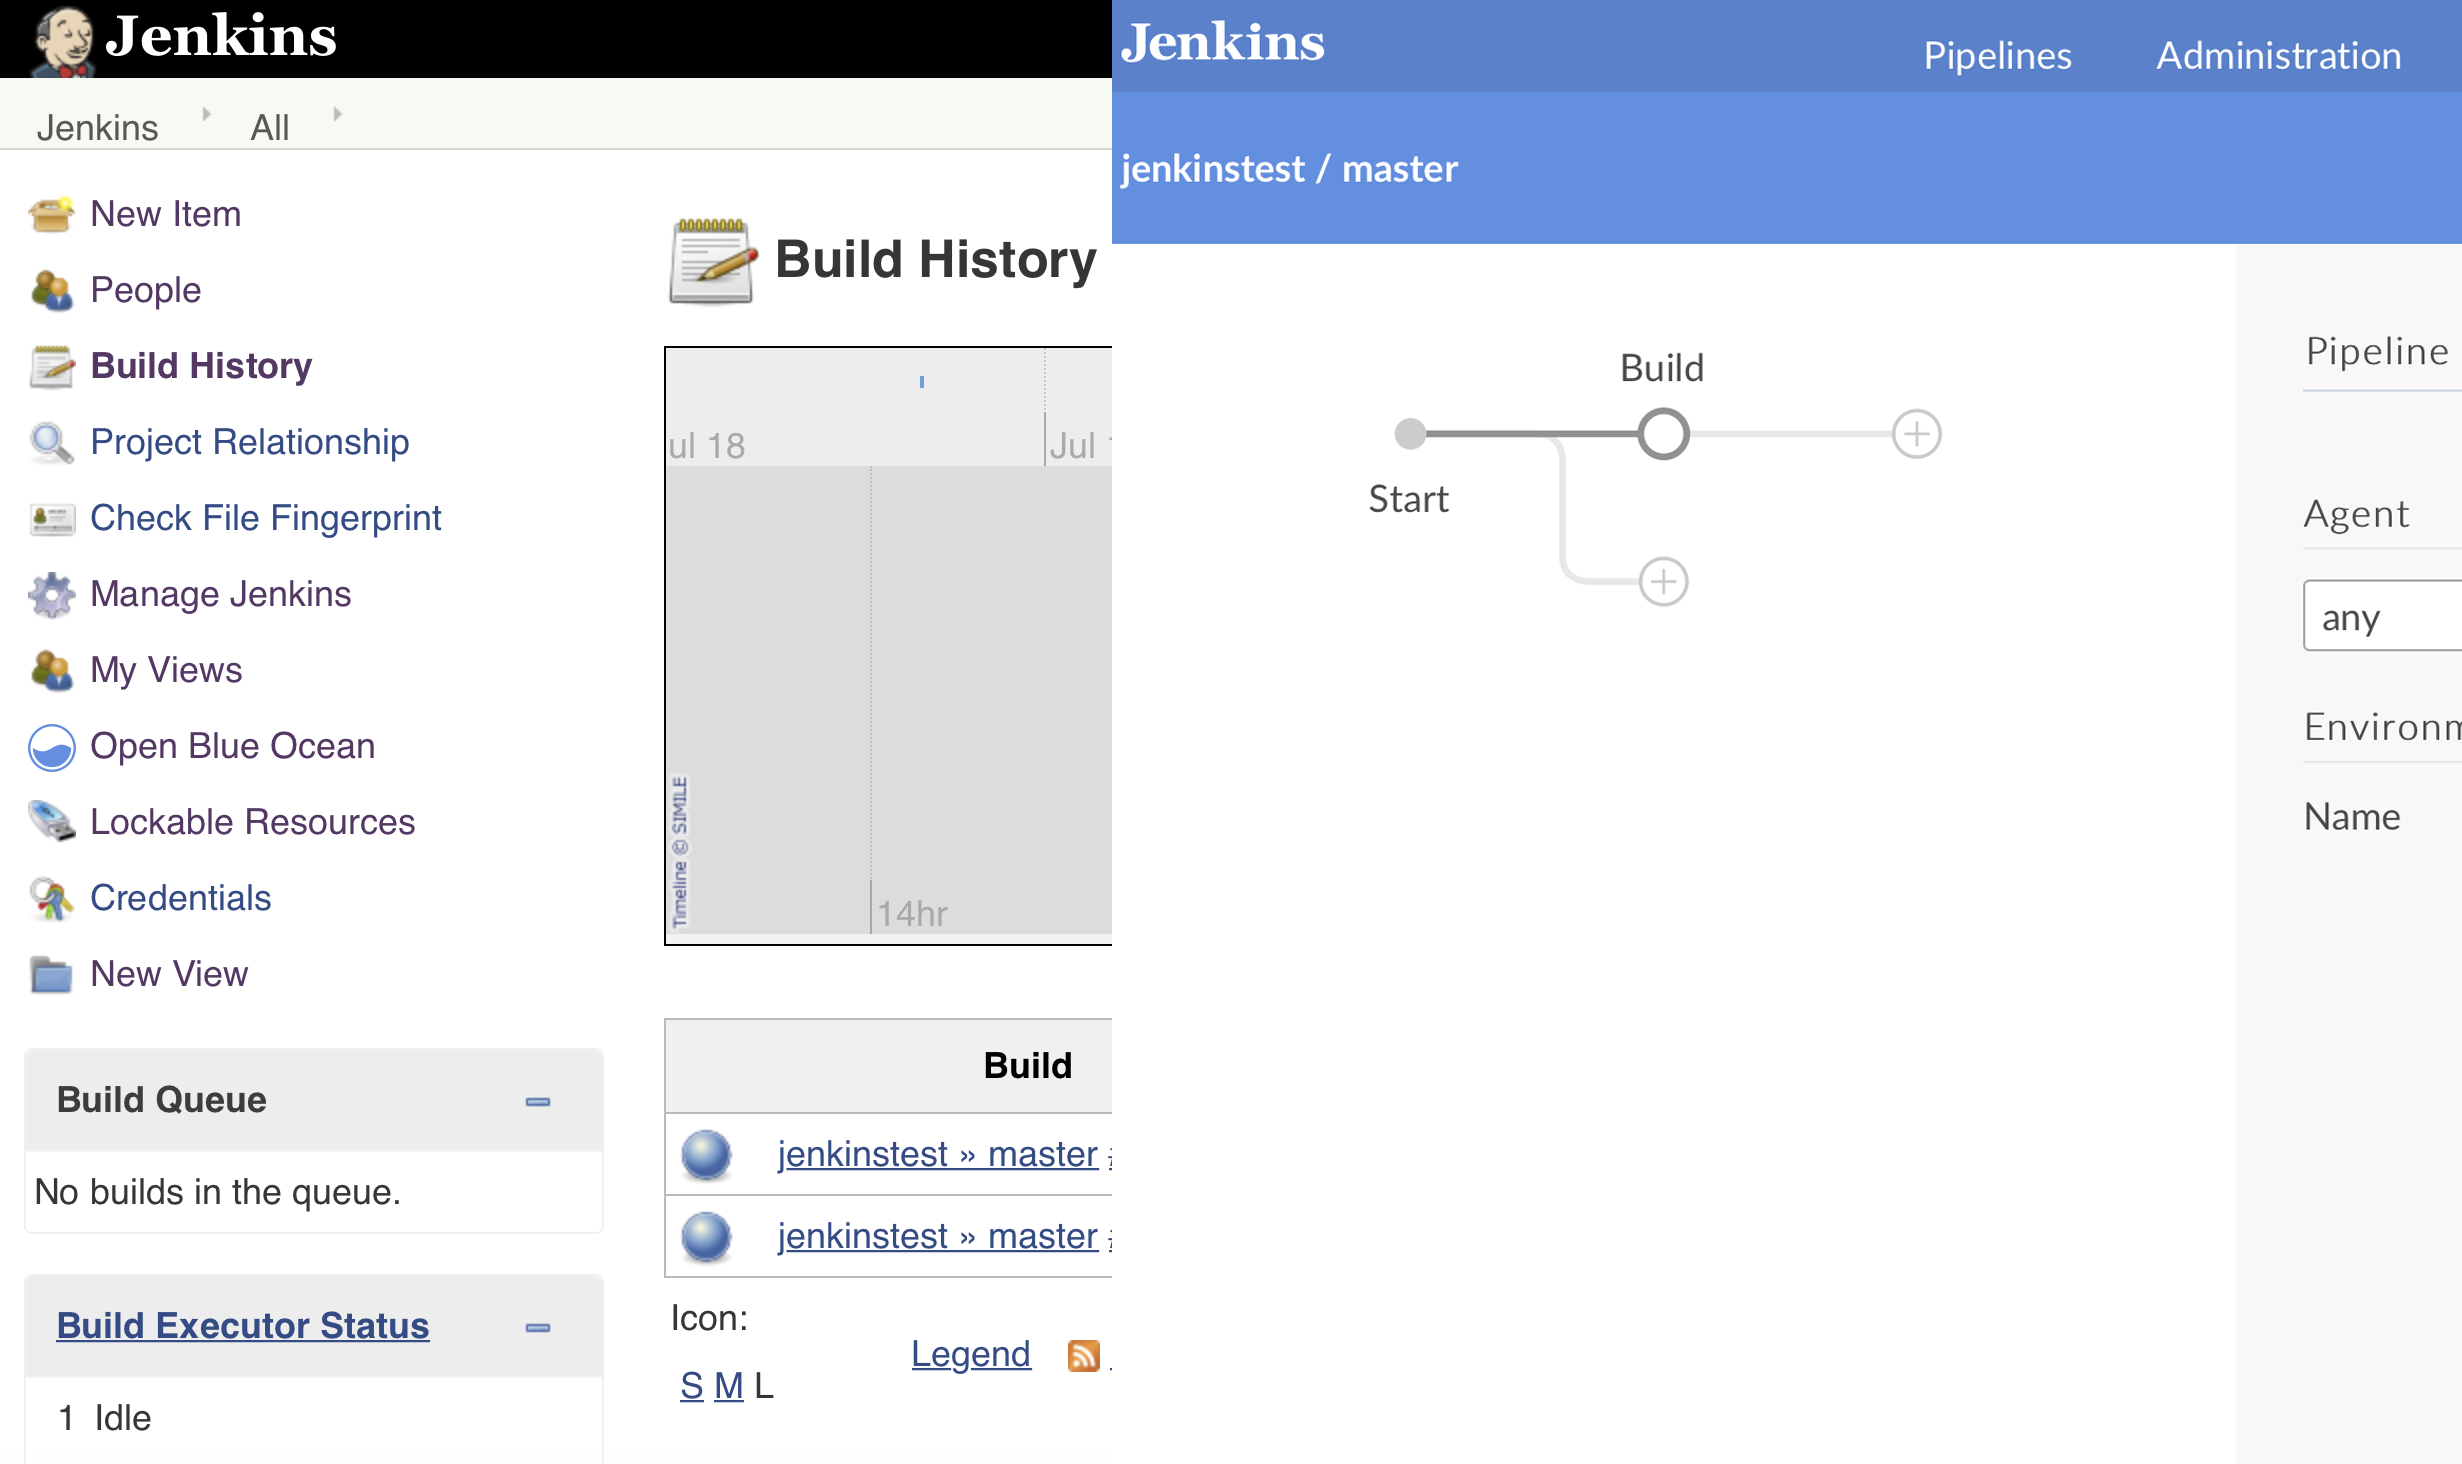 Jenkins
Jenkins
All
New Item
People
Build History
Project Relationship
Check File Fingerprint
Manage Jenkins
My Views
Open Blue Ocean
Lockable Resources
Credentials
New View
Build Queue
No builds in the queue.
Build Executor Status
1 Idle
Build History
ul 18
Jul
14hr
Timeline © SIMILE
Build
jenkinstest » master
jenkinstest » master
Icon:
S M L
Legend
Jenkins
Pipelines
Administration
jenkinstest / master
Build
Start
Pipeline
Agent
any
Name